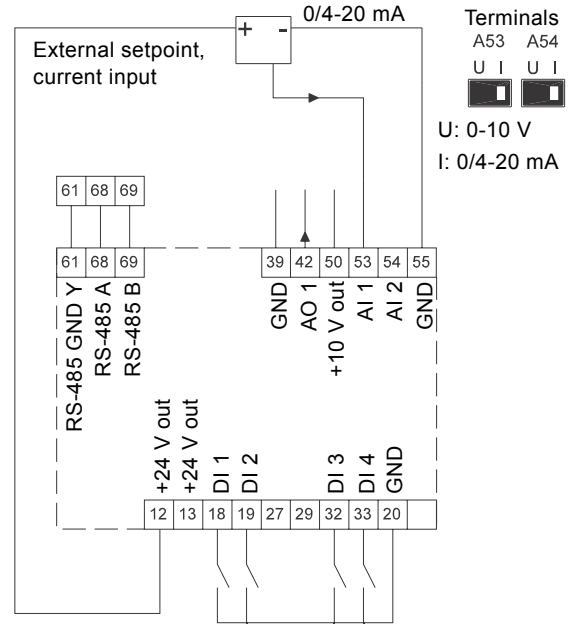 0/4-20 mA
+ -
External setpoint,
current input
Terminals
A53 A54
U I U I
U: 0-10 V
I: 0/4-20 mA
61 68 69
61 68 69
RS-485 GND Y
RS-485 A
RS-485 B
39 42 50 53 54 55
GND
AO 1
+10 V out
AI 1
AI 2
GND
+24 V out
+24 V out
DI 1
DI 2
DI 3
DI 4
GND
12 13 18 19 27 29 32 33 20